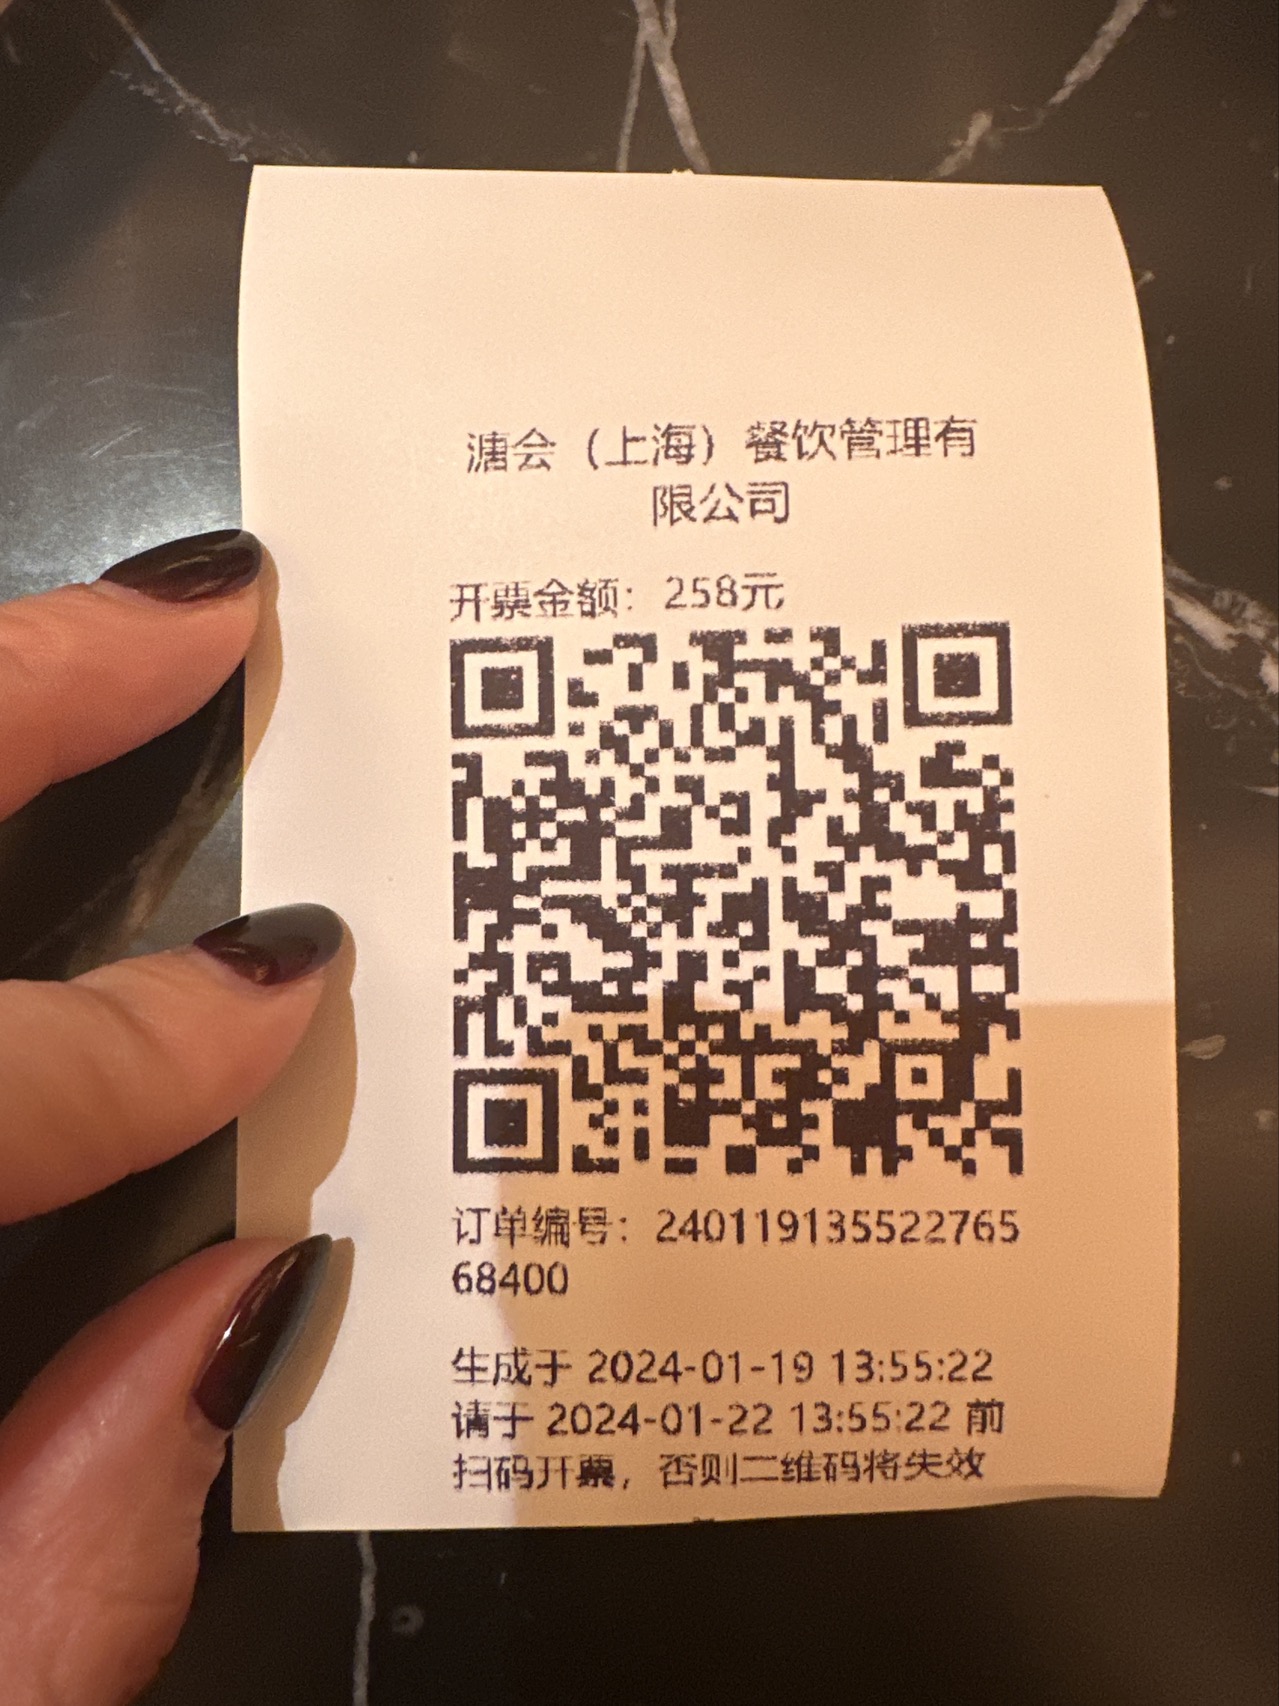 溏会（上海）餐饮管理有
限公司
开票金额：258元
订单编号：240119135522765
68400
生成于 2024-01-19 13:55:22
请于 2024-01-22 13:55:22 前
扫码开票，否则二维码将失效